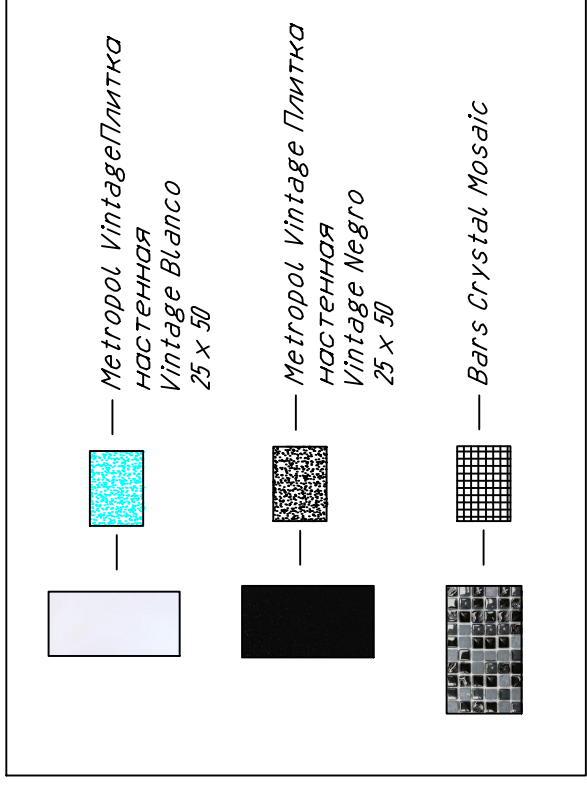 Metropol VintageПлитка
настенная
Vintage Blanco
25 x 50
Metropol Vintage Плитка
настенная
Vintage Negro
25 x 50
Bars Crystal Mosaic